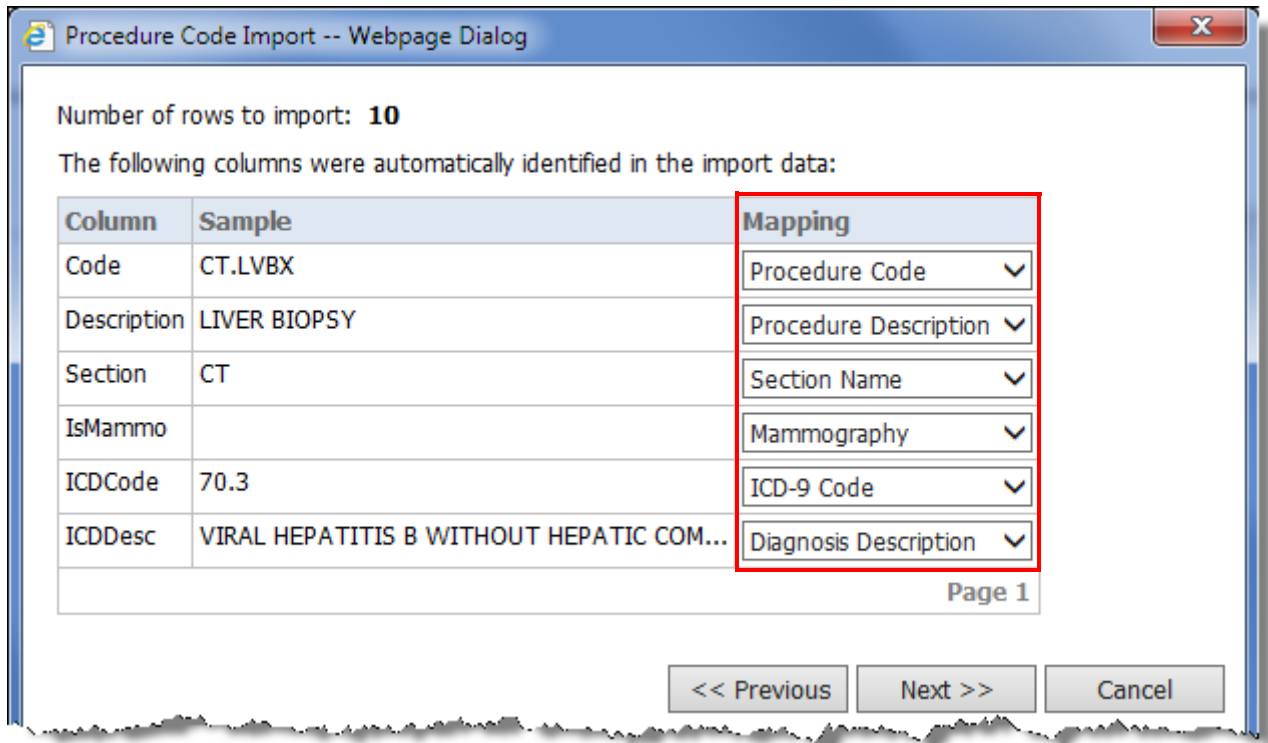 Procedure Code Import -- Webpage Dialog
Number of rows to import: 10
The following columns were automatically identified in the import data:
Column Sample Mapping
Code CT.LVBX Procedure Code
Description LIVER BIOPSY Procedure Description
Section CT Section Name
IsMammo Mammography
ICDCode 70.3 ICD-9 Code
ICDDesc VIRAL HEPATITIS B WITHOUT HEPATIC COM... Diagnosis Description
Page 1
<< Previous Next >> Cancel